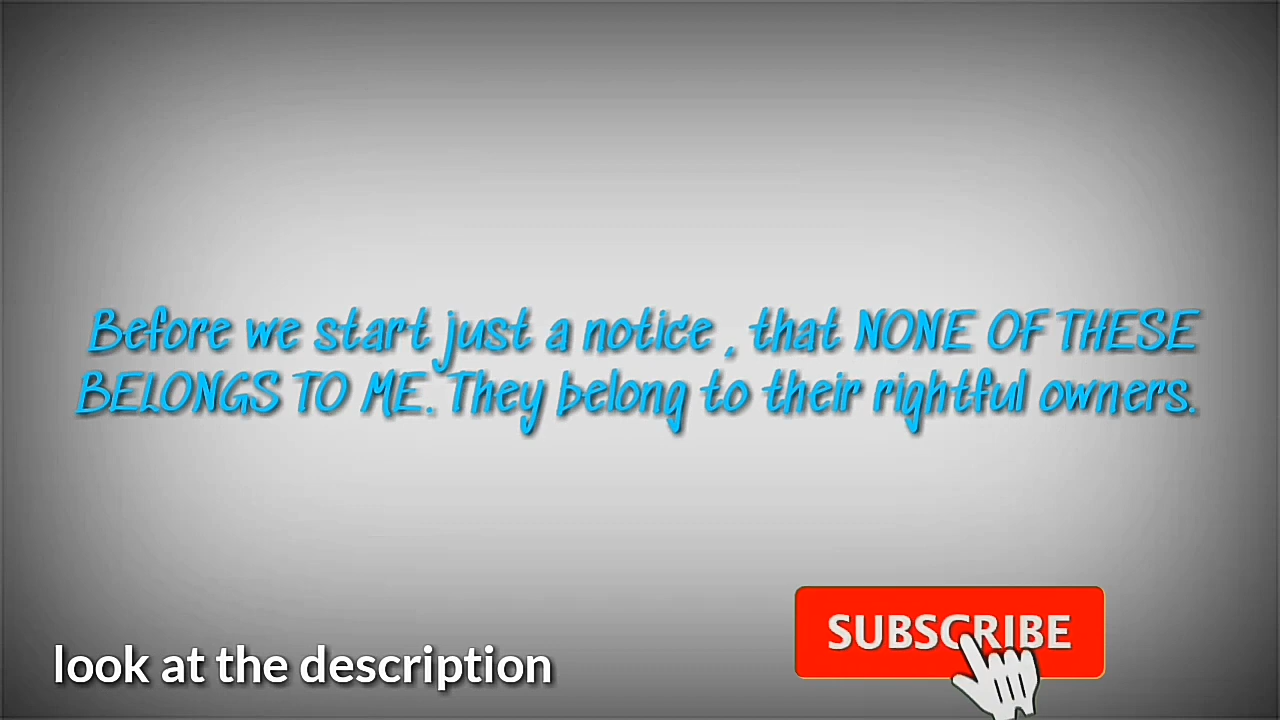 Before we start just a notice , that NONE OF THESE
BELONGS TO ME. They belong to their rightful owners.
SUBSCRIBE
look at the description